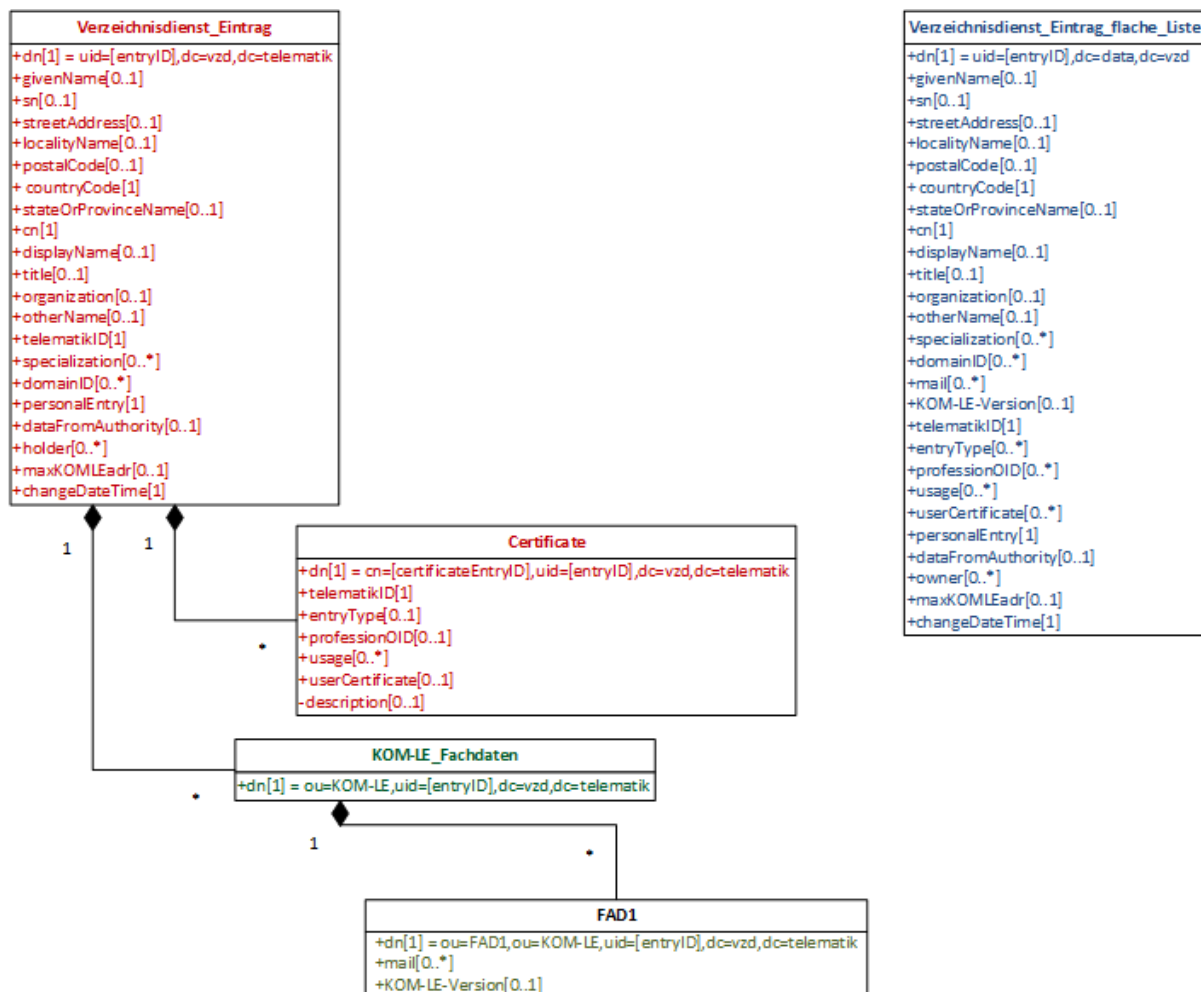 Verzeichnisdienst_Eintrag
+dn[1] = uid=[entryID],dc=vzd,dc=telematik
+givenName[0..1]
+sn[0..1]
+streetAddress[0..1]
+localityName[0..1]
+postalCode[0..1]
+ countryCode[1]
+stateOrProvinceName[0..1]
+cn[1]
+displayName[0..1]
+title[0..1]
+organization[0..1]
+otherName[0..1]
+telematikID[1]
+specialization[0..*]
+domainID[0..*]
+personalEntry[1]
+dataFromAuthority[0..1]
+holder[0..*]
+maxKOMLEadr[0..1]
+changeDateTime[1]
1
1
Certificate
+dn[1] = cn=[certificateEntryID],uid=[entryID],dc=vzd,dc=telematik
+telematikID[1]
+entryType[0..1]
+professionOID[0..1]
+usage[0..*]
+userCertificate[0..1]
-description[0..1]
*
KOM-LE_Fachdaten
+dn[1] = ou=KOM-LE,uid=[entryID],dc=vzd,dc=telematik
*
1
*
FAD1
+dn[1] = ou=FAD1,ou=KOM-LE,uid=[entryID],dc=vzd,dc=telematik
+mail[0..*]
+KOM-LE-Version[0..1]
Verzeichnisdienst_Eintrag_flache_Liste
+dn[1] = uid=[entryID],dc=data,dc=vzd
+givenName[0..1]
+sn[0..1]
+streetAddress[0..1]
+localityName[0..1]
+postalCode[0..1]
+ countryCode[1]
+stateOrProvinceName[0..1]
+cn[1]
+displayName[0..1]
+title[0..1]
+organization[0..1]
+otherName[0..1]
+specialization[0..*]
+domainID[0..*]
+mail[0..*]
+KOM-LE-Version[0..1]
+telematikID[1]
+entryType[0..*]
+professionOID[0..*]
+usage[0..*]
+userCertificate[0..*]
+personalEntry[1]
+dataFromAuthority[0..1]
+owner[0..*]
+maxKOMLEadr[0..1]
+changeDateTime[1]